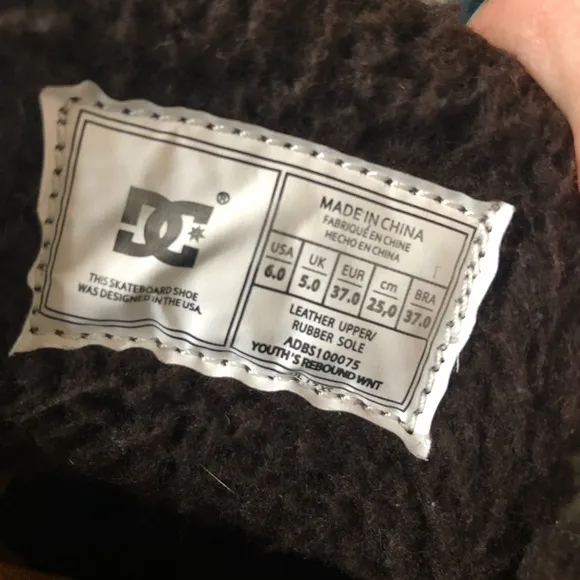 DC®
THIS SKATEBOARD SHOE
WAS DESIGNED IN THE USA
MADE IN CHINA
FABRIQUÉ EN CHINE
HECHO EN CHINA
USA UK EUR cm BRA
6.0 5.0 37.0 25,0 37.0
LEATHER UPPER/
RUBBER SOLE
ADBS100075
YOUTH'S REBOUND WNT